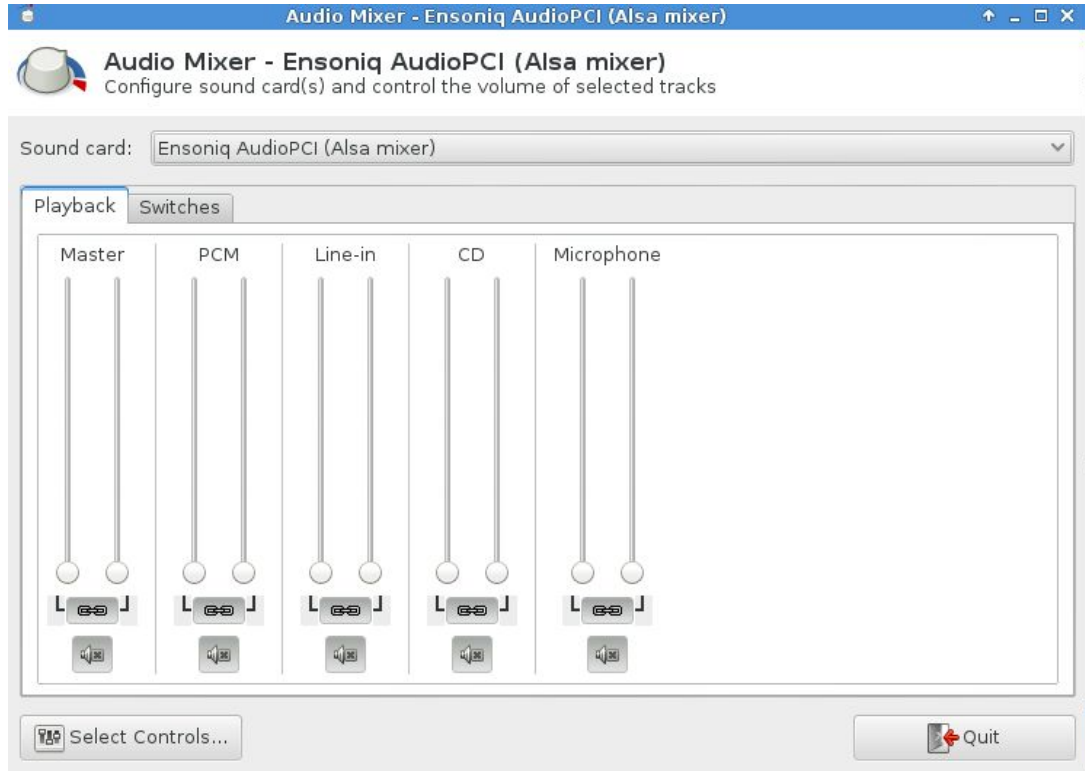 Audio Mixer - Ensoniq AudioPCI (Alsa mixer)
Audio Mixer - Ensoniq AudioPCI (Alsa mixer)
Configure sound card(s) and control the volume of selected tracks
Sound card: Ensoniq AudioPCI (Alsa mixer)
Playback Switches
Master PCM Line-in CD Microphone
Select Controls... Quit